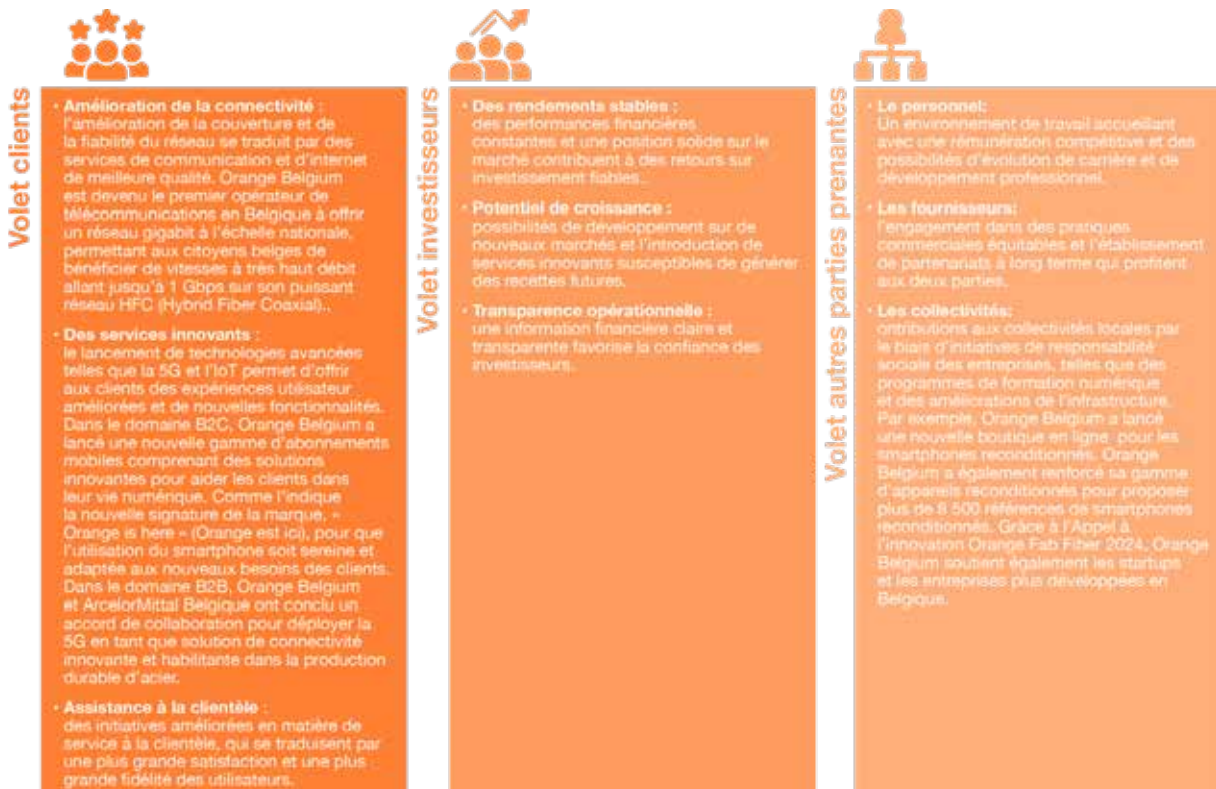 Volet clients
• Amélioration de la connectivité :
l'amélioration de la couverture et de
la fiabilité du réseau se traduit par des
services de communication et d'internet
de meilleure qualité. Orange Belgium
est devenu le premier opérateur de
télécommunications en Belgique à offrir
un réseau gigabit à l'échelle nationale,
permettant aux citoyens belges de
bénéficier de vitesses à très haut débit
allant jusqu'à 1 Gbps sur son puissant
réseau HFC (Hybrid Fiber Coaxial)..
• Des services innovants :
le lancement de technologies avancées
telles que la 5G et l'IoT permet d'offrir
aux clients des expériences utilisateur
améliorées et de nouvelles fonctionnalités.
Dans le domaine B2C, Orange Belgium a
lancé une nouvelle gamme d'abonnements
mobiles comprenant des solutions
innovantes pour aider les clients dans
leur vie numérique. Comme l'indique
la nouvelle signature de la marque, «
Orange is here » (Orange est ici), pour que
l'utilisation du smartphone soit sereine et
adaptée aux nouveaux besoins des clients.
Dans le domaine B2B, Orange Belgium
et ArcelorMittal Belgique ont conclu un
accord de collaboration pour déployer la
5G en tant que solution de connectivité
innovante et habilitante dans la production
durable d'acier.
• Assistance à la clientèle :
des initiatives améliorées en matière de
service à la clientèle, qui se traduisent par
une plus grande satisfaction et une plus
grande fidélité des utilisateurs.
Volet investisseurs
• Des rendements stables :
des performances financières
constantes et une position solide sur le
marché contribuent à des retours sur
investissement fiables.
• Potentiel de croissance :
possibilités de développement sur de
nouveaux marchés et l'introduction de
services innovants susceptibles de générer
des recettes futures.
• Transparence opérationnelle :
une information financière claire et
transparente favorise la confiance des
investisseurs.
Volet autres parties prenantes
• Le personnel:
Un environnement de travail accueillant
avec une rémunération compétitive et des
possibilités d'évolution de carrière et de
développement professionnel.
• Les fournisseurs:
l'engagement dans des pratiques
commerciales équitables et l'établissement
de partenariats à long terme qui profitent
aux deux parties.
• Les collectivités:
ontributions aux collectivités locales par
le biais d'initiatives de responsabilité
sociale des entreprises, telles que des
programmes de formation numérique
et des améliorations de l'infrastructure.
Par exemple, Orange Belgium a lancé
une nouvelle boutique en ligne pour les
smartphones reconditionnés. Orange
Belgium a également renforcé sa gamme
d'appareils reconditionnés pour proposer
plus de 8 500 références de smartphones
reconditionnés. Grâce à l'Appel à
l'innovation Orange Fab Fiber 2024, Orange
Belgium soutient également les startups
et les entreprises plus développées en
Belgique.